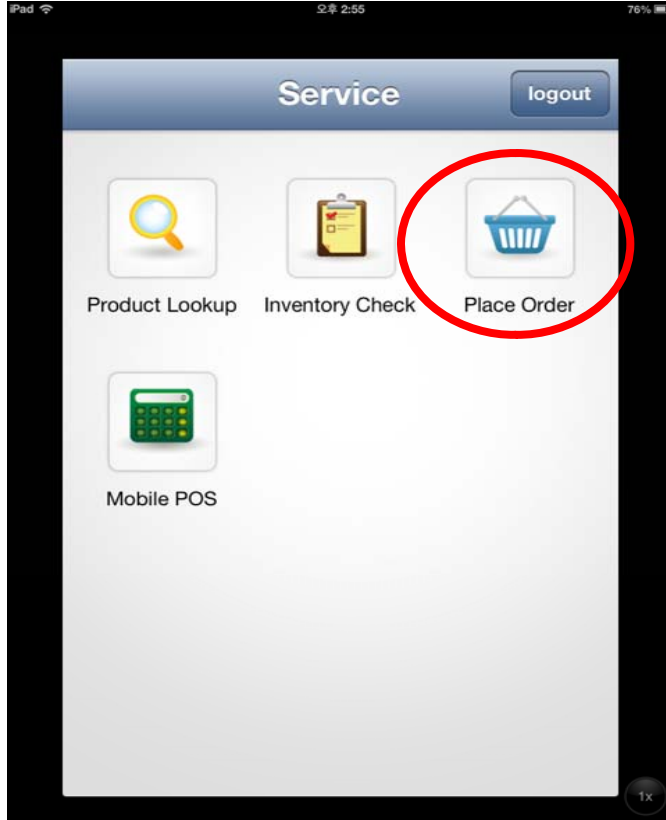 iPad 오후 2:55 76%
Service logout
Product Lookup Inventory Check Place Order
Mobile POS
1x